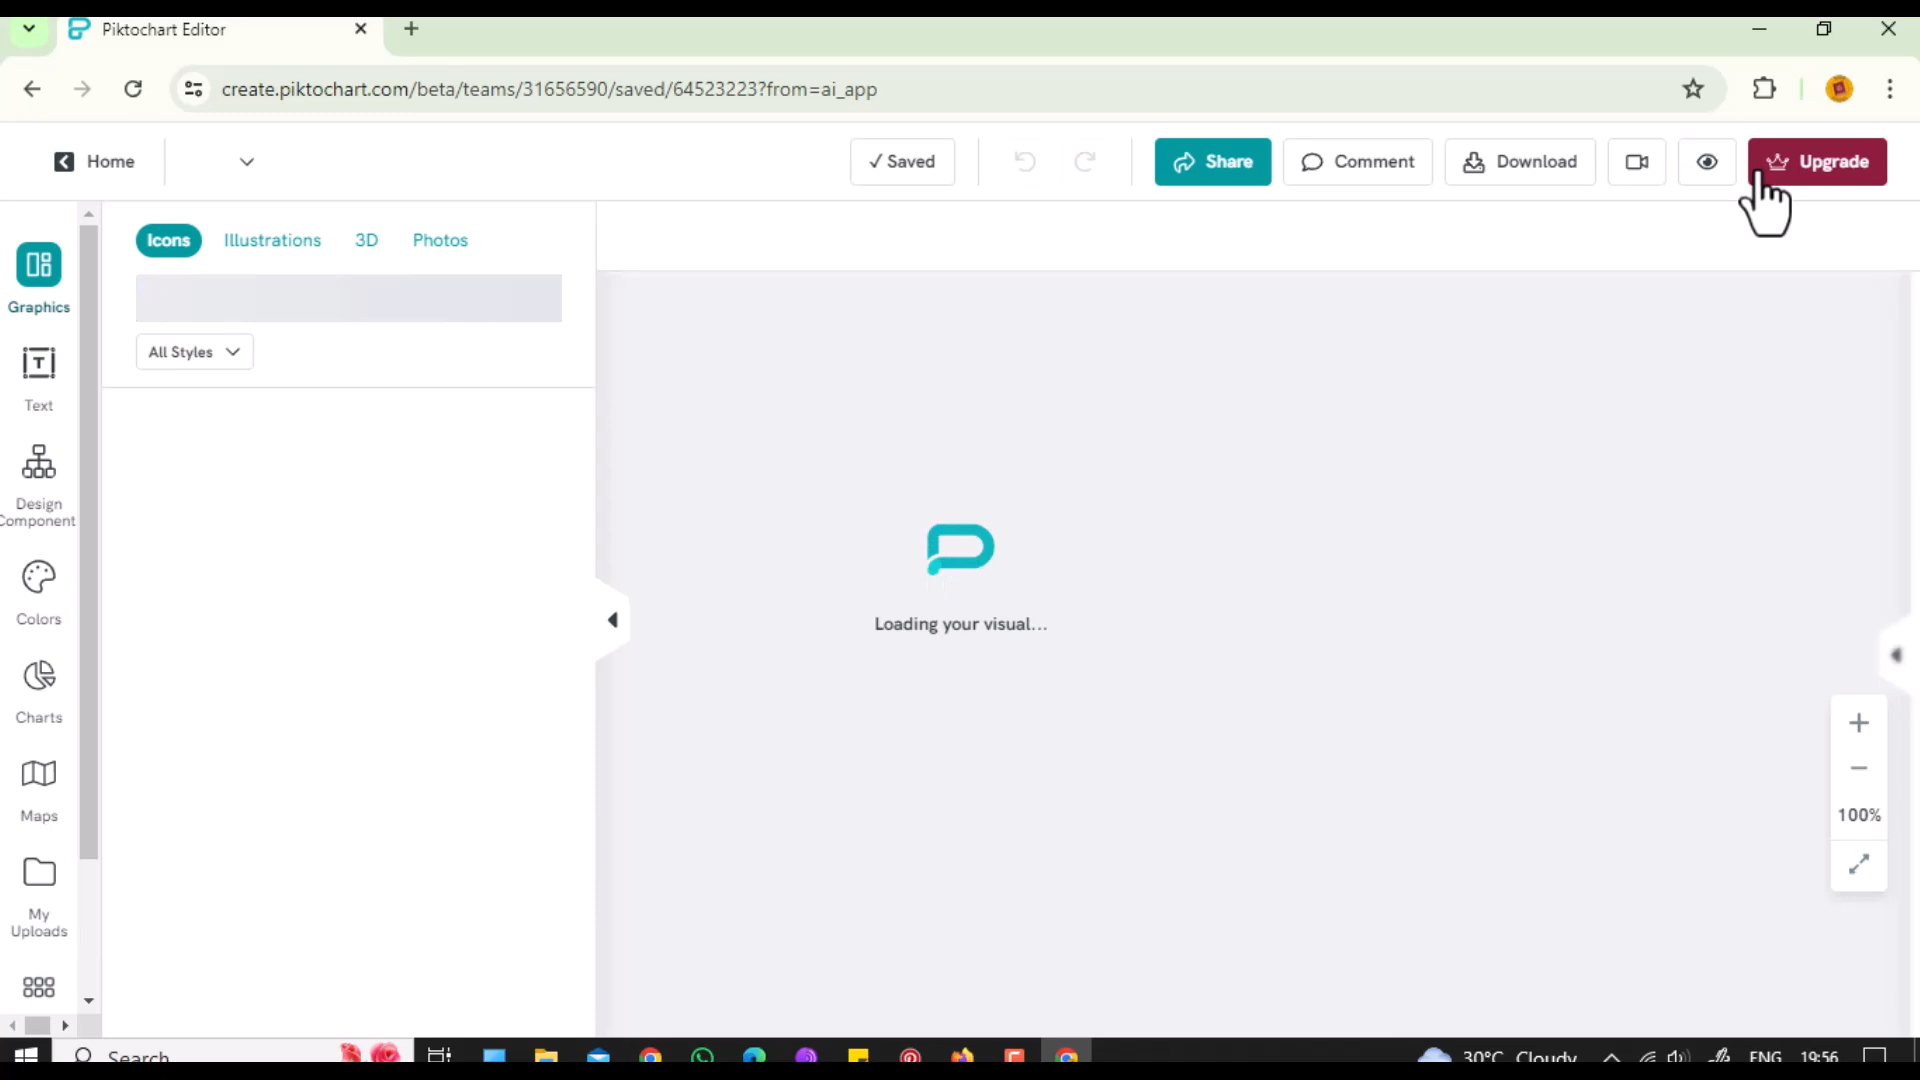 Piktochart Editor
create.piktochart.com/beta/teams/31656590/saved/64523223?from=ai_app
Home
✓ Saved
Share
Comment
Download
Upgrade
Icons
Illustrations
3D
Photos
All Styles
Graphics
Text
Design
Component
Colors
Charts
Maps
My
Uploads
Loading your visual...
100%
Search
30°C Cloudy
ENG
19:56